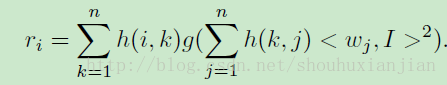 r_i = \sum_{k=1}^{n} h(i,k) g(\sum_{j=1}^{n} h(k,j) < w_j, I >^2).
http://blog.csdn.net/shouhuxianjian